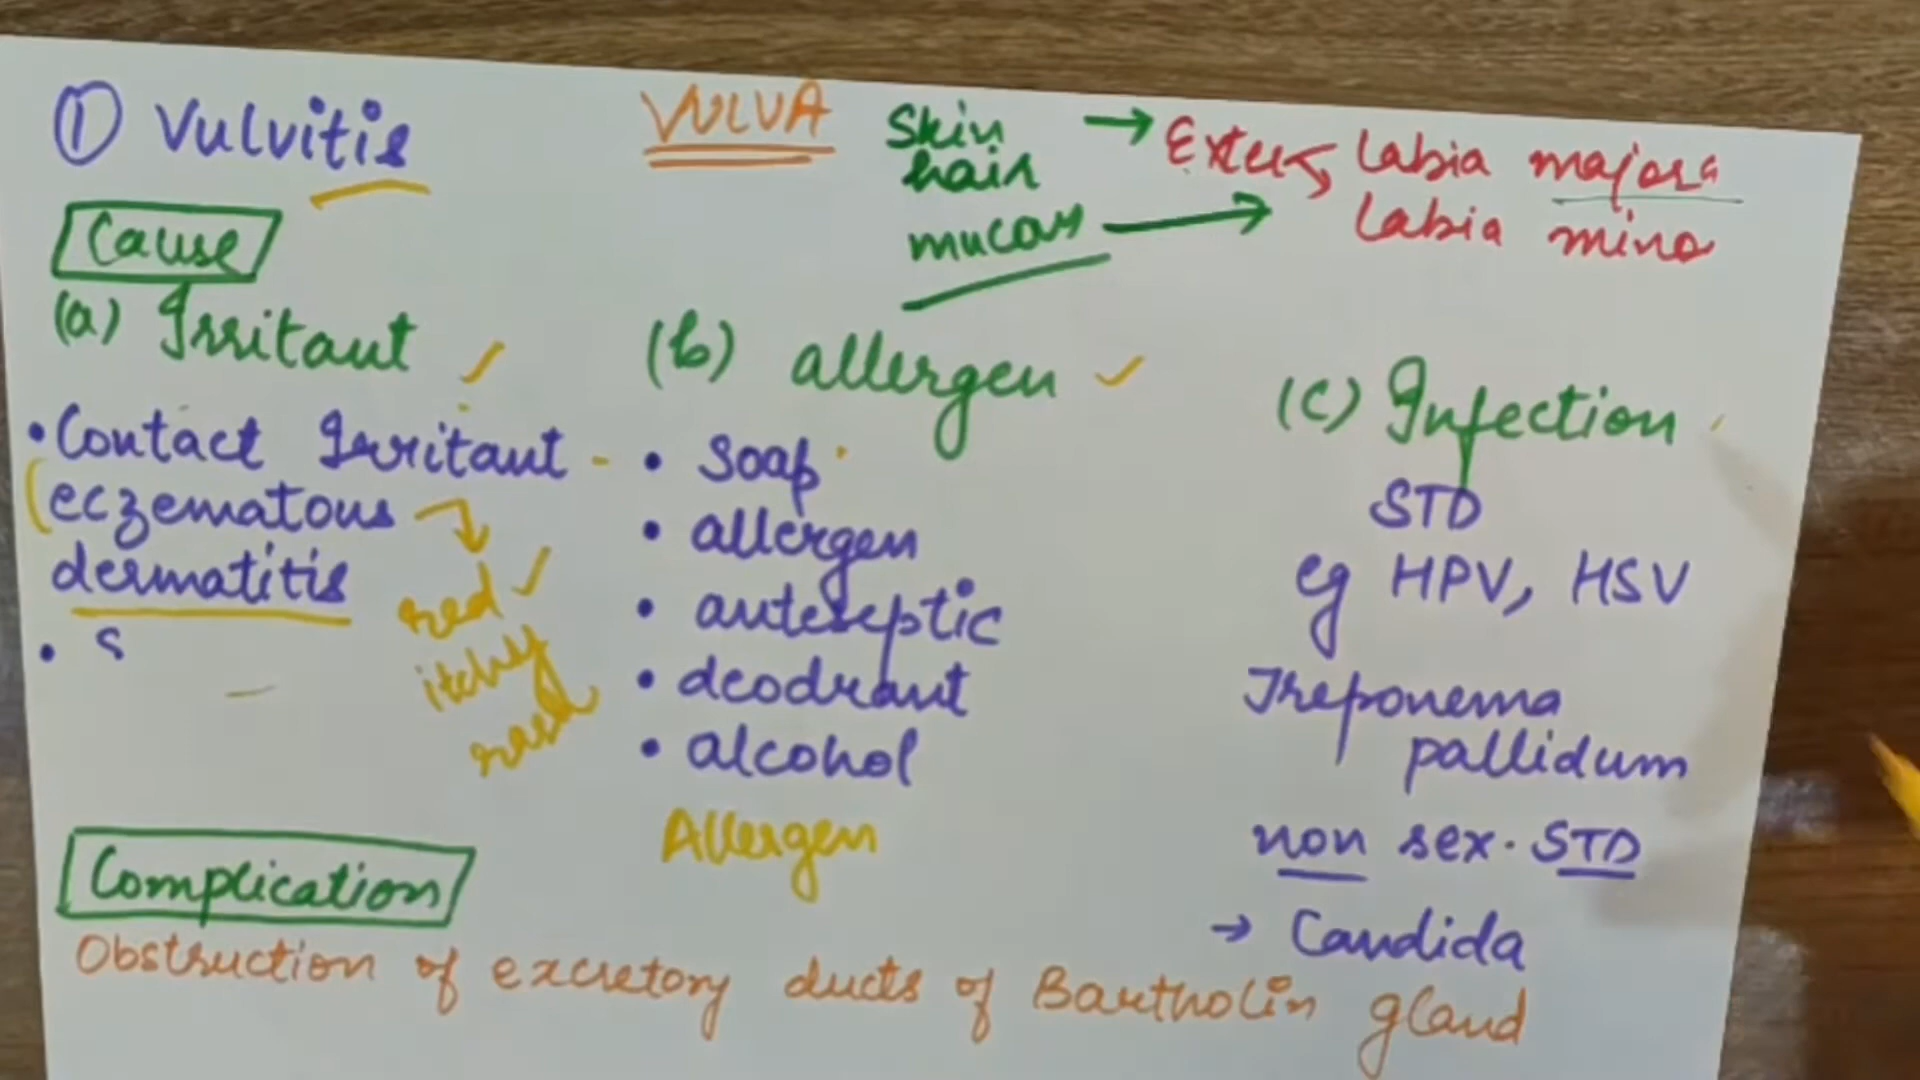 ① Vulvitis
VULVA
Skin
hair
mucous
→ Exter
Labia majora
Labia mino
Cause
(a) Irritant
• Contact Irritant
(eczematous
dermatitis
• S
red
itchy
rash
(b) allergen
• soap
• allergen
• anteseptic
• deodrant
• alcohol
Allergen
(c) Infection
STD
eg HPV, HSV
Treponema
pallidum
non sex. STD
→ Candida
Complication
Obstruction of excretory ducts of Bartholin gland